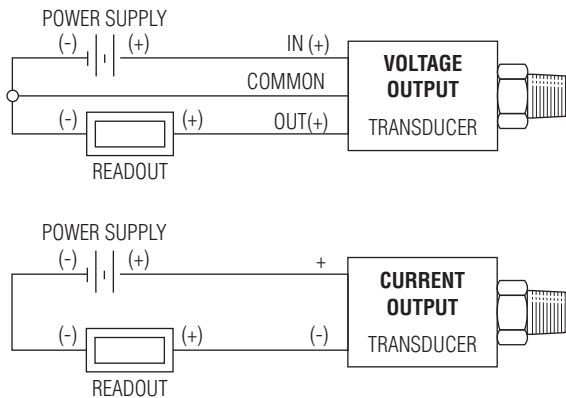 POWER SUPPLY
(-) (+) IN (+)
COMMON
(-) (+) OUT(+)
READOUT
VOLTAGE
OUTPUT
TRANSDUCER
POWER SUPPLY
(-) (+) +
(-) (+) (-)
READOUT
CURRENT
OUTPUT
TRANSDUCER